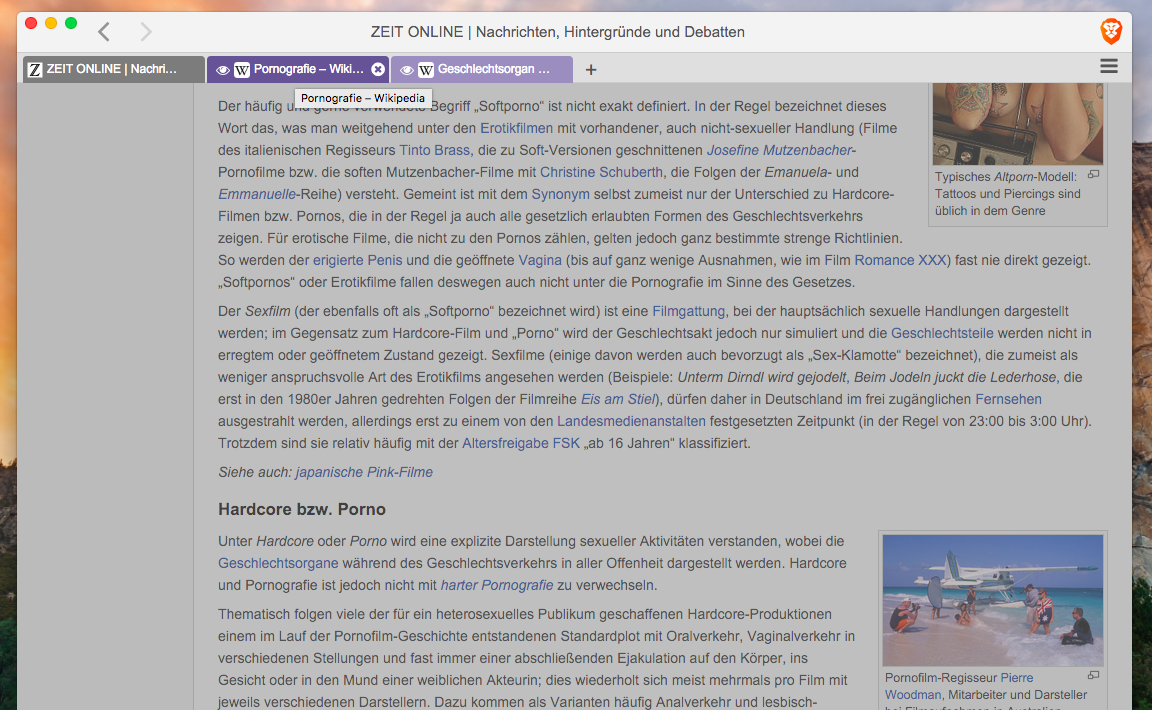 ZEIT ONLINE | Nachrichten, Hintergründe und Debatten
Z ZEIT ONLINE | Nachri...
W Pornografie – Wiki...
W Geschlechtsorgan ...
Pornografie – Wikipedia
Der häufig und gerne verwendete Begriff „Softporno“ ist nicht exakt definiert. In der Regel bezeichnet dieses
Wort das, was man weitgehend unter den Erotikfilmen mit vorhandener, auch nicht-sexueller Handlung (Filme
des italienischen Regisseurs Tinto Brass, die zu Soft-Versionen geschnittenen Josefine Mutzenbacher-
Pornofilme bzw. die soften Mutzenbacher-Filme mit Christine Schuberth, die Folgen der Emanuela- und
Emmanuelle-Reihe) versteht. Gemeint ist mit dem Synonym selbst zumeist nur der Unterschied zu Hardcore-
Filmen bzw. Pornos, die in der Regel ja auch alle gesetzlich erlaubten Formen des Geschlechtsverkehrs
zeigen. Für erotische Filme, die nicht zu den Pornos zählen, gelten jedoch ganz bestimmte strenge Richtlinien.
So werden der erigierte Penis und die geöffnete Vagina (bis auf ganz wenige Ausnahmen, wie im Film Romance XXX) fast nie direkt gezeigt.
„Softpornos“ oder Erotikfilme fallen deswegen auch nicht unter die Pornografie im Sinne des Gesetzes.
Typisches Altporn-Modell:
Tattoos und Piercings sind
üblich in dem Genre
Der Sexfilm (der ebenfalls oft als „Softporno“ bezeichnet wird) ist eine Filmgattung, bei der hauptsächlich sexuelle Handlungen dargestellt
werden; im Gegensatz zum Hardcore-Film und „Porno“ wird der Geschlechtsakt jedoch nur simuliert und die Geschlechtsteile werden nicht in
erregtem oder geöffnetem Zustand gezeigt. Sexfilme (einige davon werden auch bevorzugt als „Sex-Klamotte“ bezeichnet), die zumeist als
weniger anspruchsvolle Art des Erotikfilms angesehen werden (Beispiele: Unterm Dirndl wird gejodelt, Beim Jodeln juckt die Lederhose, die
erst in den 1980er Jahren gedrehten Folgen der Filmreihe Eis am Stiel), dürfen daher in Deutschland im frei zugänglichen Fernsehen
ausgestrahlt werden, allerdings erst zu einem von den Landesmedienanstalten festgesetzten Zeitpunkt (in der Regel von 23:00 bis 3:00 Uhr).
Trotzdem sind sie relativ häufig mit der Altersfreigabe FSK „ab 16 Jahren“ klassifiziert.
Siehe auch: japanische Pink-Filme
Hardcore bzw. Porno
Unter Hardcore oder Porno wird eine explizite Darstellung sexueller Aktivitäten verstanden, wobei die
Geschlechtsorgane während des Geschlechtsverkehrs in aller Offenheit dargestellt werden. Hardcore
und Pornografie ist jedoch nicht mit harter Pornografie zu verwechseln.
Thematisch folgen viele der für ein heterosexuelles Publikum geschaffenen Hardcore-Produktionen
einem im Lauf der Pornofilm-Geschichte entstandenen Standardplot mit Oralverkehr, Vaginalverkehr in
verschiedenen Stellungen und fast immer einer abschließenden Ejakulation auf den Körper, ins
Gesicht oder in den Mund einer weiblichen Akteurin; dies wiederholt sich meist mehrmals pro Film mit
jeweils verschiedenen Darstellern. Dazu kommen als Varianten häufig Analverkehr und lesbisch-
Pornofilm-Regisseur Pierre
Woodman, Mitarbeiter und Darsteller
bei Filmaufnahmen in Australien